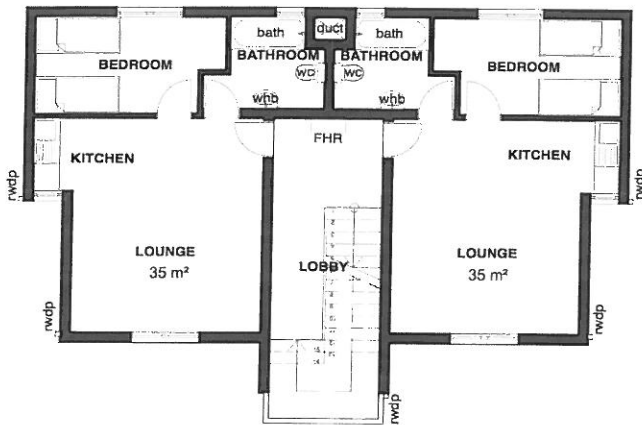 bath
duct
bath
BEDROOM
BATHROOM
BATHROOM
BEDROOM
wc
wc
whb
whb
FHR
KITCHEN
KITCHEN
rwdp
rwdp
LOUNGE
35 m²
LOBBY
LOUNGE
35 m²
rwdp
rwdp
rwdp